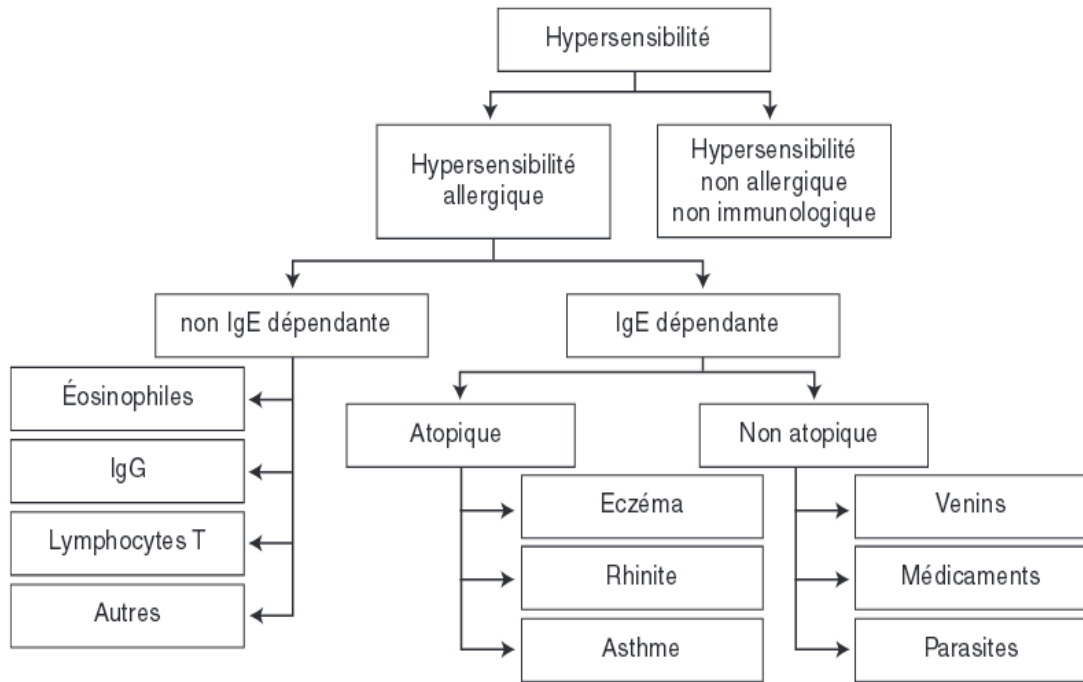 Hypersensibilité
Hypersensibilité
allergique
Hypersensibilité
non allergique
non immunologique
non IgE dépendante
IgE dépendante
Éosinophiles
IgG
Lymphocytes T
Autres
Atopique
Non atopique
Eczéma
Rhinite
Asthme
Venins
Médicaments
Parasites